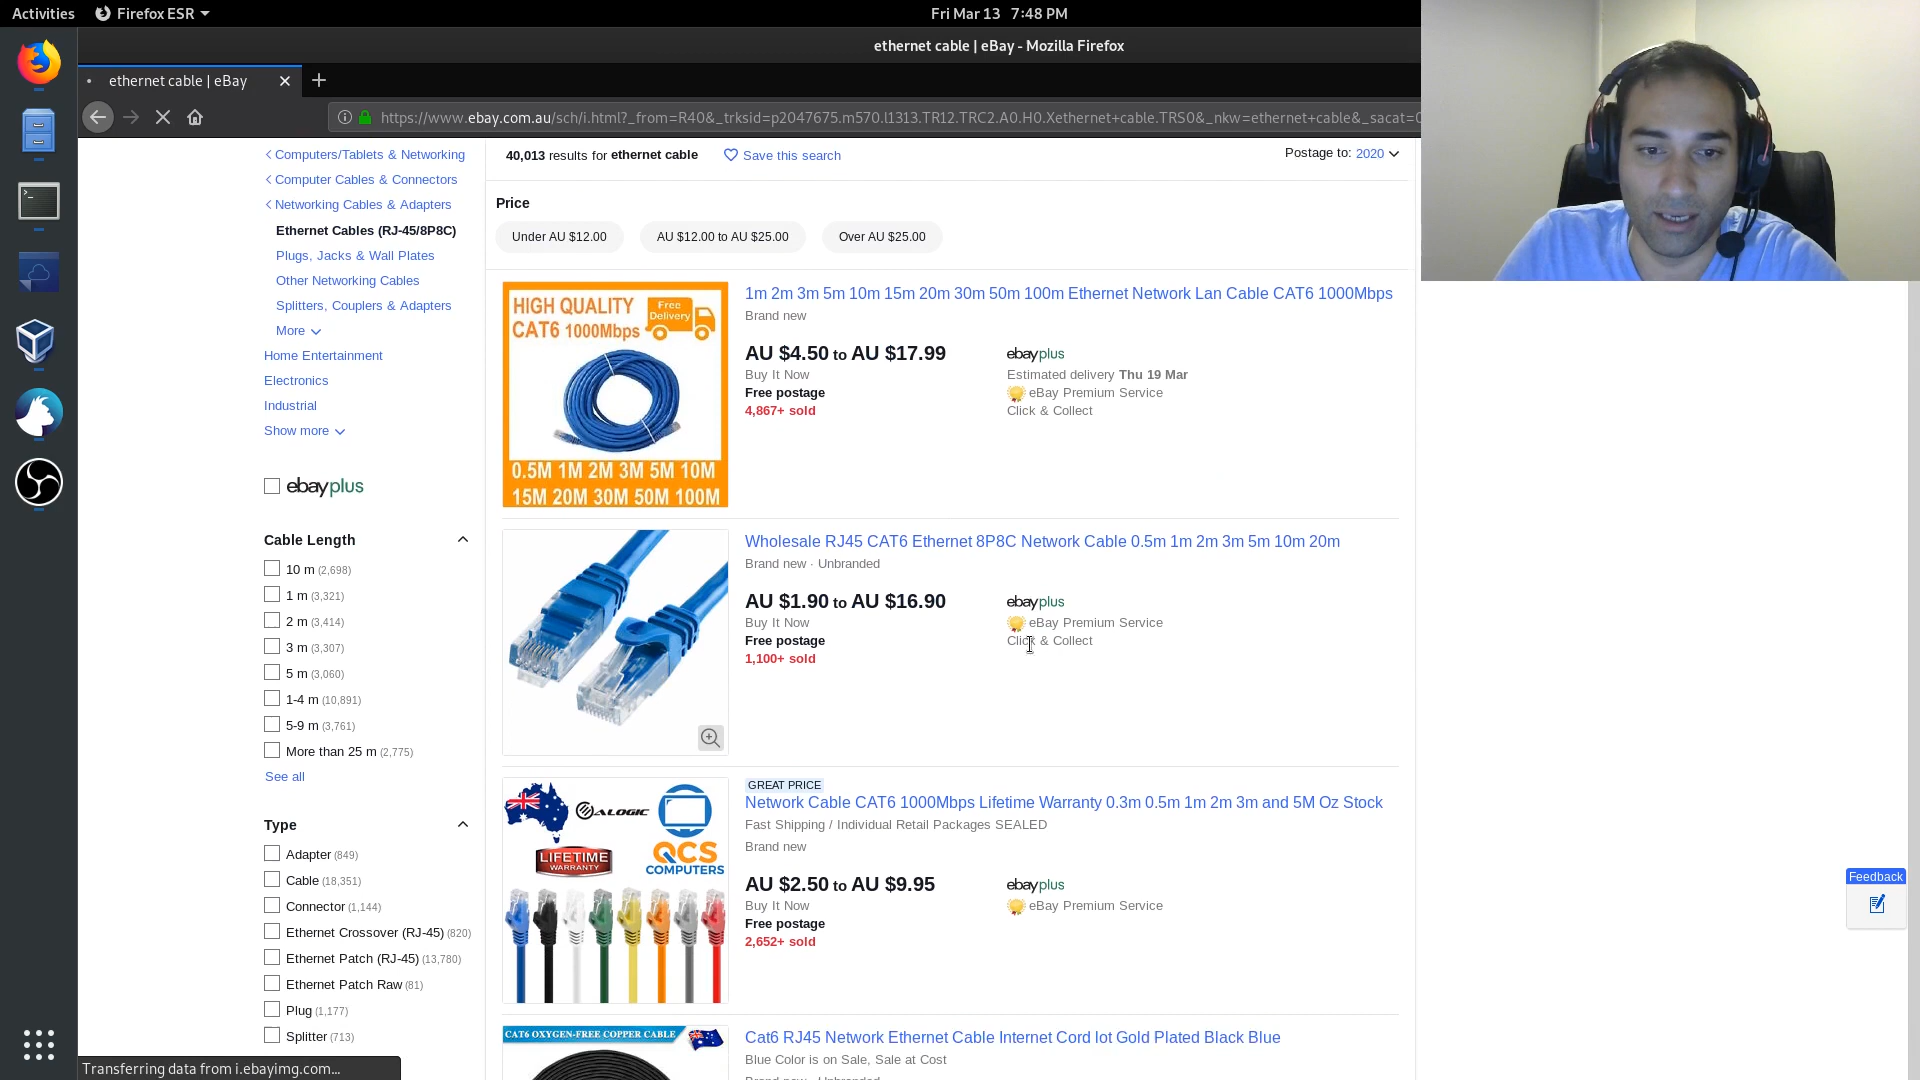 Activities
Firefox ESR
Fri Mar 13 7:48 PM
ethernet cable | eBay - Mozilla Firefox
ethernet cable | eBay
https://www.ebay.com.au/sch/i.html?_from=R40&_trksid=p2047675.m570.l1313.TR12.TRC2.A0.H0.Xethernet+cable.TRS0&_nkw=ethernet+cable&_sacat=0
Computers/Tablets & Networking
Computer Cables & Connectors
Networking Cables & Adapters
Ethernet Cables (RJ-45/8P8C)
Plugs, Jacks & Wall Plates
Other Networking Cables
Splitters, Couplers & Adapters
More
Home Entertainment
Electronics
Industrial
Show more
ebayplus
Cable Length
10 m (2,698)
1 m (3,321)
2 m (3,414)
3 m (3,307)
5 m (3,060)
1-4 m (10,891)
5-9 m (3,761)
More than 25 m (2,775)
See all
Type
Adapter (849)
Cable (18,351)
Connector (1,144)
Ethernet Crossover (RJ-45) (820)
Ethernet Patch (RJ-45) (13,780)
Ethernet Patch Raw (81)
Plug (1,177)
Splitter (713)
Transferring data from i.ebayimg.com...
40,013 results for ethernet cable
Save this search
Postage to: 2020
Price
Under AU $12.00
AU $12.00 to AU $25.00
Over AU $25.00
HIGH QUALITY
CAT6 1000Mbps
Free
Delivery
0.5M 1M 2M 3M 5M 10M
15M 20M 30M 50M 100M
1m 2m 3m 5m 10m 15m 20m 30m 50m 100m Ethernet Network Lan Cable CAT6 1000Mbps
Brand new
AU $4.50 to AU $17.99
Buy It Now
Free postage
4,867+ sold
ebayplus
Estimated delivery Thu 19 Mar
eBay Premium Service
Click & Collect
Wholesale RJ45 CAT6 Ethernet 8P8C Network Cable 0.5m 1m 2m 3m 5m 10m 20m
Brand new · Unbranded
AU $1.90 to AU $16.90
Buy It Now
Free postage
1,100+ sold
ebayplus
eBay Premium Service
Click & Collect
ALOGIC
LIFETIME
WARRANTY
QCS
COMPUTERS
GREAT PRICE
Network Cable CAT6 1000Mbps Lifetime Warranty 0.3m 0.5m 1m 2m 3m and 5M Oz Stock
Fast Shipping / Individual Retail Packages SEALED
Brand new
AU $2.50 to AU $9.95
Buy It Now
Free postage
2,652+ sold
ebayplus
eBay Premium Service
CAT6 OXYGEN-FREE COPPER CABLE
Cat6 RJ45 Network Ethernet Cable Internet Cord lot Gold Plated Black Blue
Blue Color is on Sale, Sale at Cost
Brand new · Unbranded
Feedback